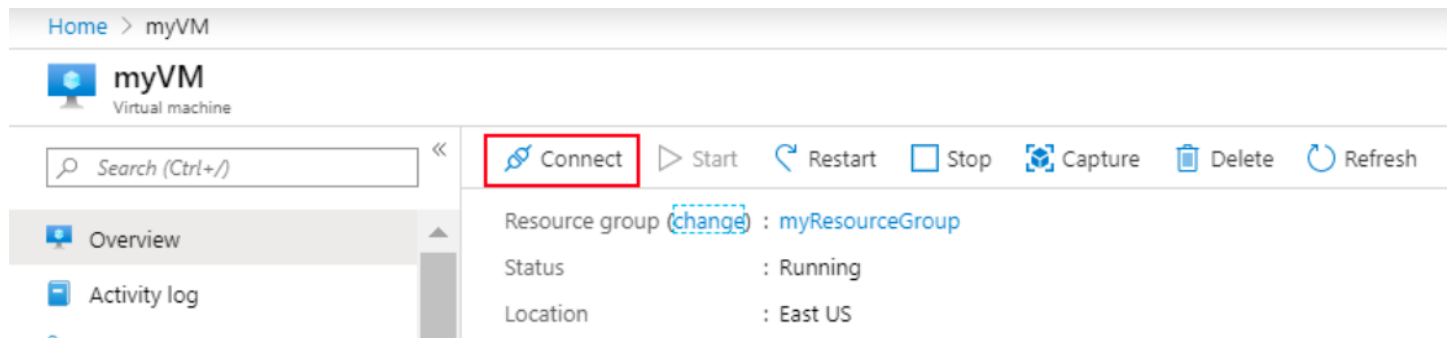 Home > myVM
myVM
Virtual machine
Search (Ctrl+/)
«
Connect Start Restart Stop Capture Delete Refresh
Overview
Activity log
Resource group (change) : myResourceGroup
Status : Running
Location : East US